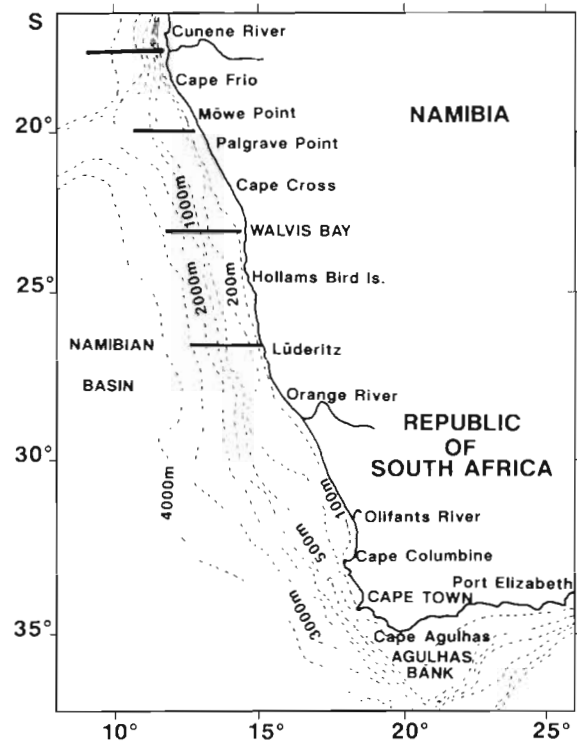 S
Cunene River
Cape Frio
Möwe Point
NAMIBIA
20°
Palgrave Point
Cape Cross
1000m
WALVIS BAY
Hollams Bird Is.
25°
2000m
200m
NAMIBIAN
BASIN
Lüderitz
Orange River
REPUBLIC
OF
SOUTH AFRICA
30°
4000m
100m
Olifants River
500m
Cape Columbine
Port Elizabeth
CAPE TOWN
3000m
35°
Cape Agulhas
AGULHAS
BANK
10°
15°
20°
25°